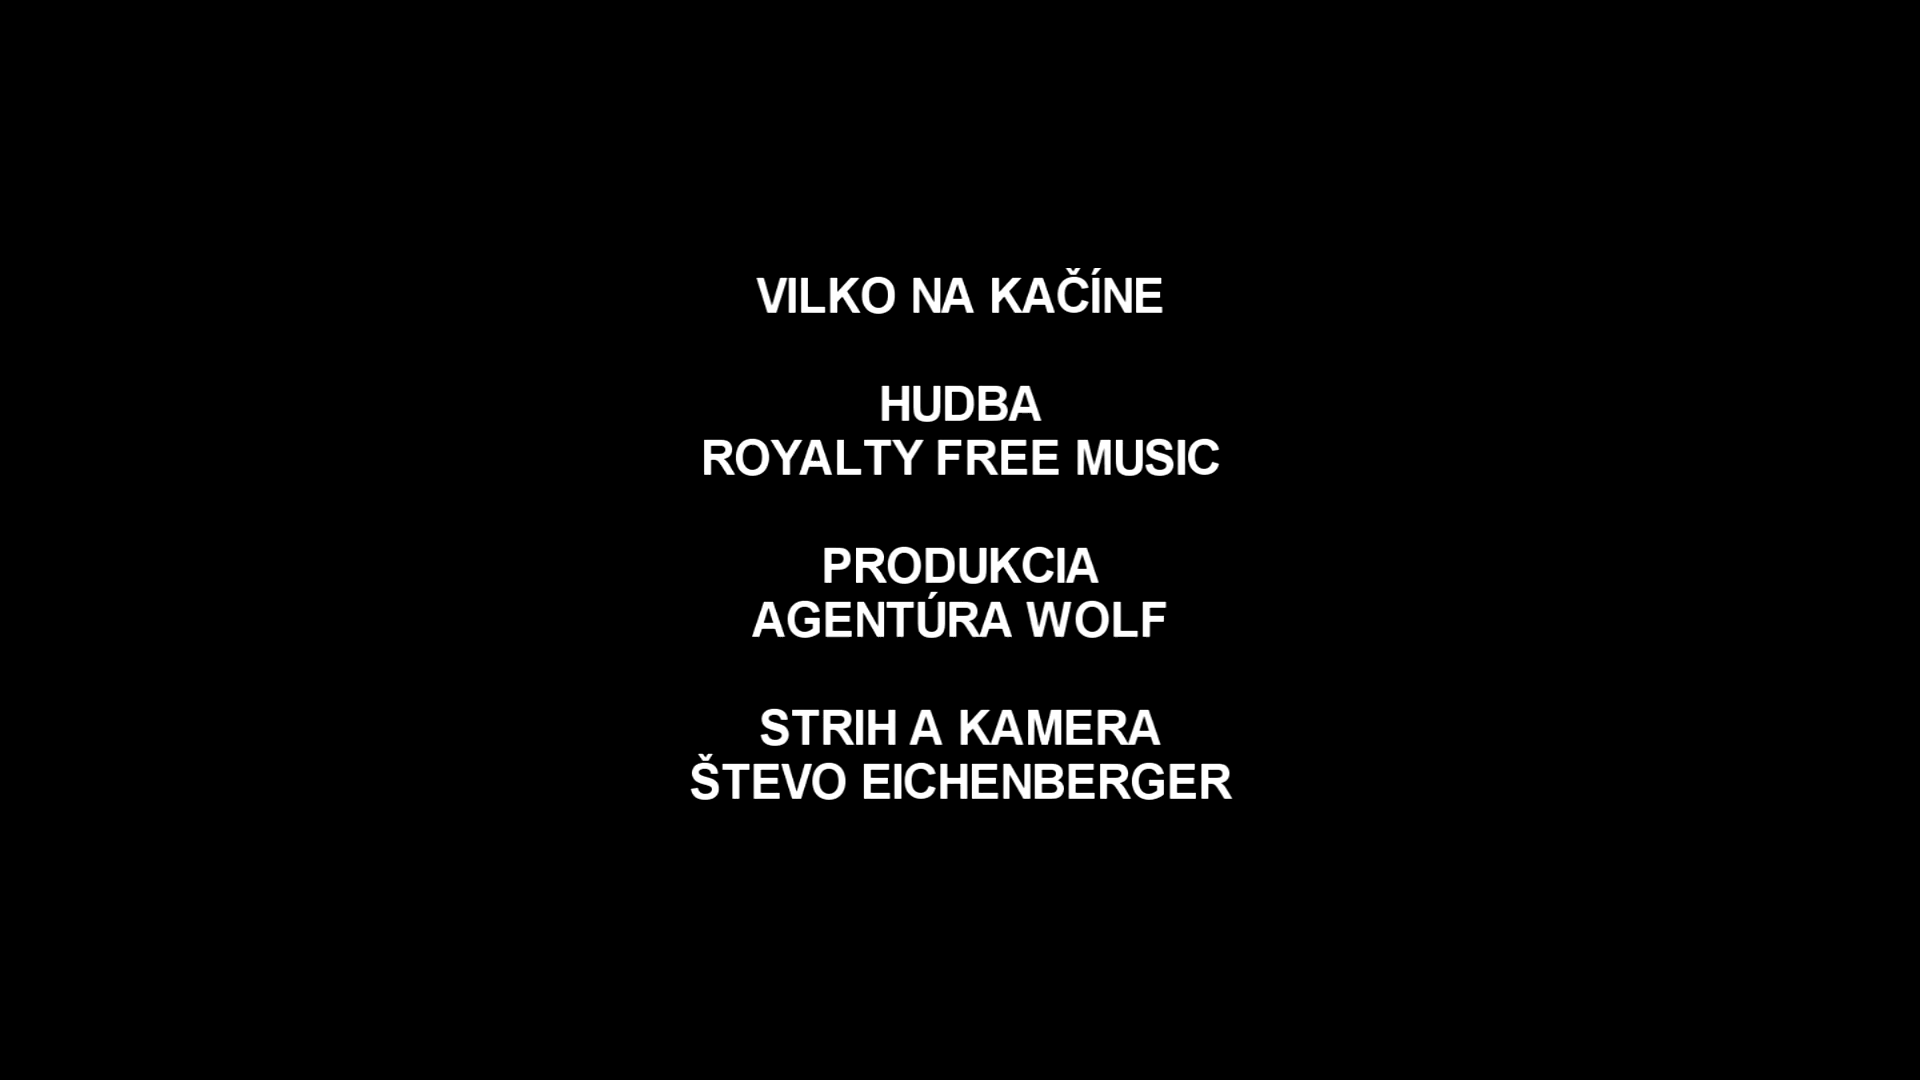 VILKO NA KAČÍNE
HUDBA
ROYALTY FREE MUSIC
PRODUKCIA
AGENTÚRA WOLF
STRIH A KAMERA
ŠTEVO EICHENBERGER